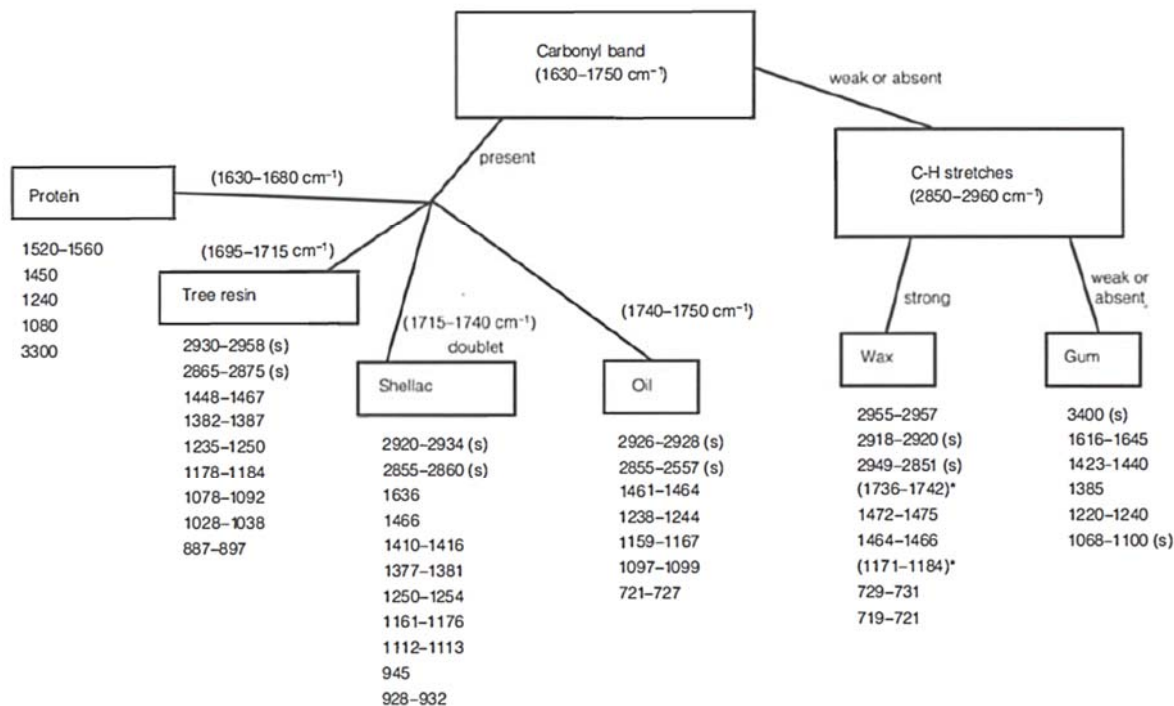 Carbonyl band
(1630–1750 cm⁻¹)
weak or absent
present
C-H stretches
(2850–2960 cm⁻¹)
(1630–1680 cm⁻¹)
Protein
1520–1560
1450
1240
1080
3300
(1695–1715 cm⁻¹)
Tree resin
2930–2958 (s)
2865–2875 (s)
1448–1467
1382–1387
1235–1250
1178–1184
1078–1092
1028–1038
887–897
(1715–1740 cm⁻¹)
doublet
Shellac
2920–2934 (s)
2855–2860 (s)
1636
1466
1410–1416
1377–1381
1250–1254
1161–1176
1112–1113
945
928–932
(1740–1750 cm⁻¹)
Oil
2926–2928 (s)
2855–2557 (s)
1461–1464
1238–1244
1159–1167
1097–1099
721–727
strong
Wax
2955–2957
2918–2920 (s)
2949–2851 (s)
(1736–1742)*
1472–1475
1464–1466
(1171–1184)*
729–731
719–721
weak or
absent
Gum
3400 (s)
1616–1645
1423–1440
1385
1220–1240
1068–1100 (s)